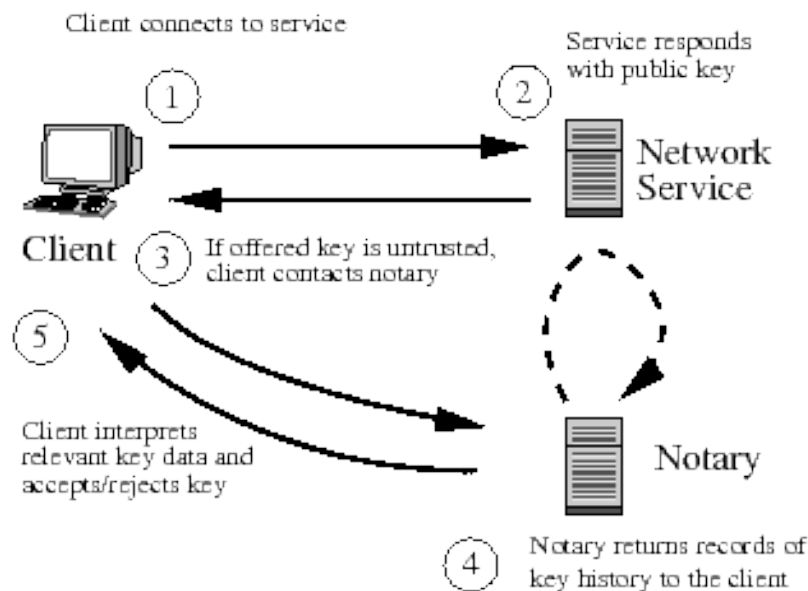 Client connects to service
1
2
Service responds
with public key
Network
Service
Client
3
If offered key is untrusted,
client contacts notary
5
Client interprets
relevant key data and
accepts/rejects key
Notary
4
Notary returns records of
key history to the client